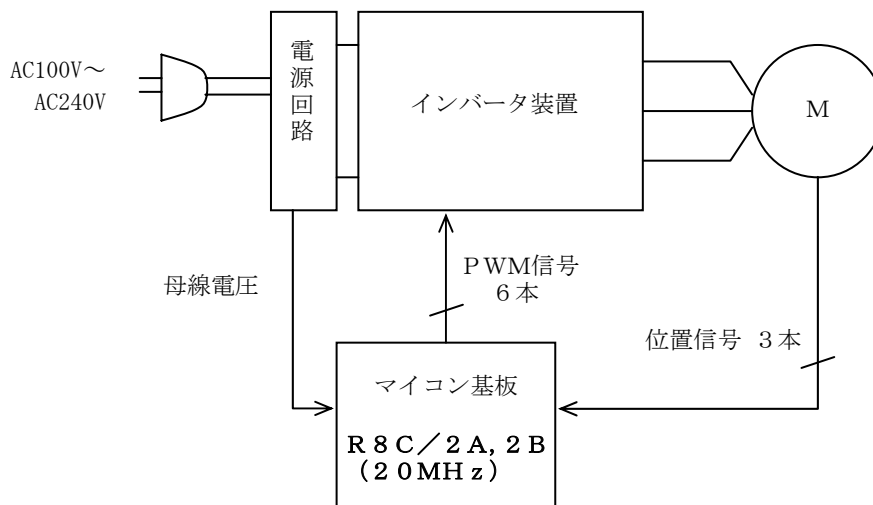 AC100V～
AC240V
電源回路
インバータ装置
M
母線電圧
ＰＷＭ信号
６本
位置信号 ３本
マイコン基板
Ｒ８Ｃ／２Ａ，２Ｂ
（２０ＭＨｚ）